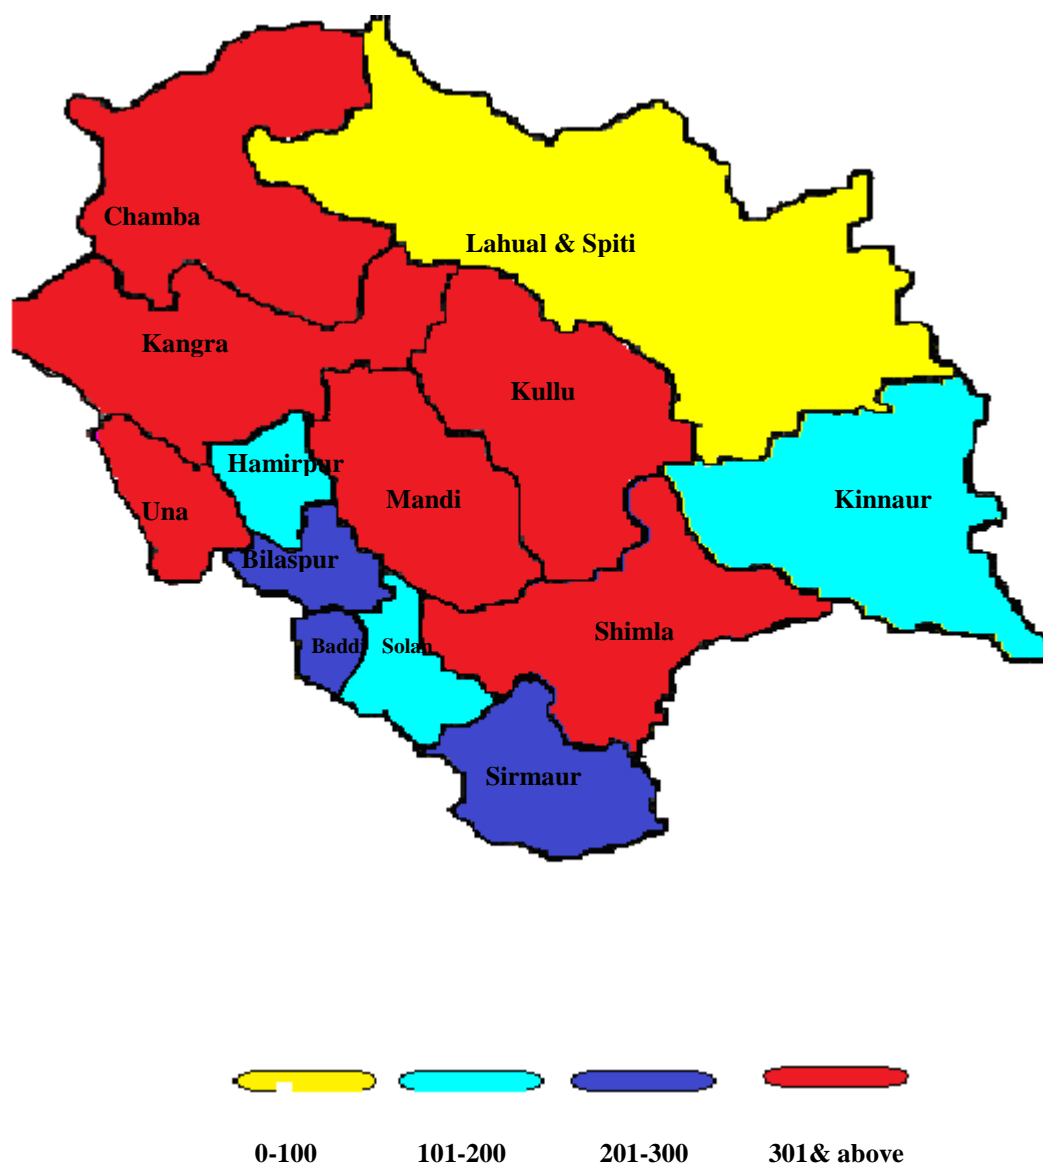 Chamba
Lahual & Spiti
Kangra
Kullu
Hamirpur
Mandi
Kinnaur
Una
Bilaspur
Shimla
Baddi
Solan
Sirmaur
0-100
101-200
201-300
301& above